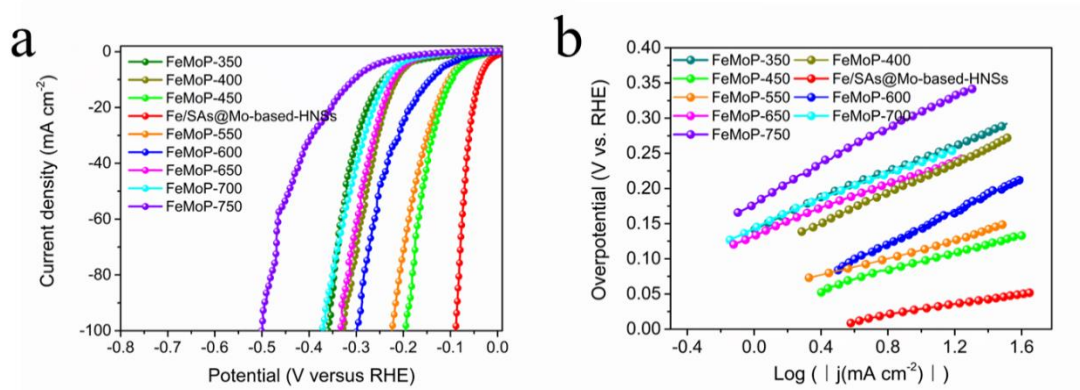 a
0
-20
-40
-60
-80
-100
Current density (mA cm⁻²)
FeMoP-350
FeMoP-400
FeMoP-450
Fe/SAs@Mo-based-HNSs
FeMoP-550
FeMoP-600
FeMoP-650
FeMoP-700
FeMoP-750
-0.8 -0.7 -0.6 -0.5 -0.4 -0.3 -0.2 -0.1 0.0
Potential (V versus RHE)
b
0.40
0.35
0.30
0.25
0.20
0.15
0.10
0.05
0.00
Overpotential (V vs. RHE)
FeMoP-350 FeMoP-400
FeMoP-450 Fe/SAs@Mo-based-HNSs
FeMoP-550 FeMoP-600
FeMoP-650 FeMoP-700
FeMoP-750
-0.4 0.0 0.4 0.8 1.2 1.6
Log (｜j(mA cm⁻²)｜)